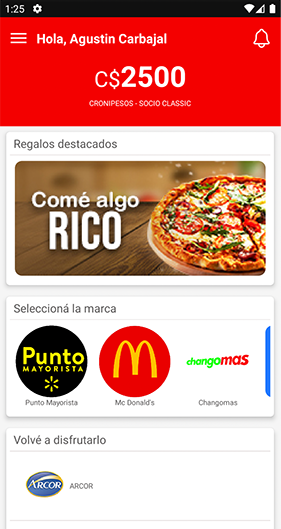 1:25
Hola, Agustin Carbajal
C$2500
CRONIPESOS - SOCIO CLASSIC
Regalos destacados
Comé algo
RICO
Seleccioná la marca
Punto
MAYORISTA
changomas
Punto Mayorista
Mc Donald's
Changomas
Volvé a disfrutarlo
ARCOR
ARCOR